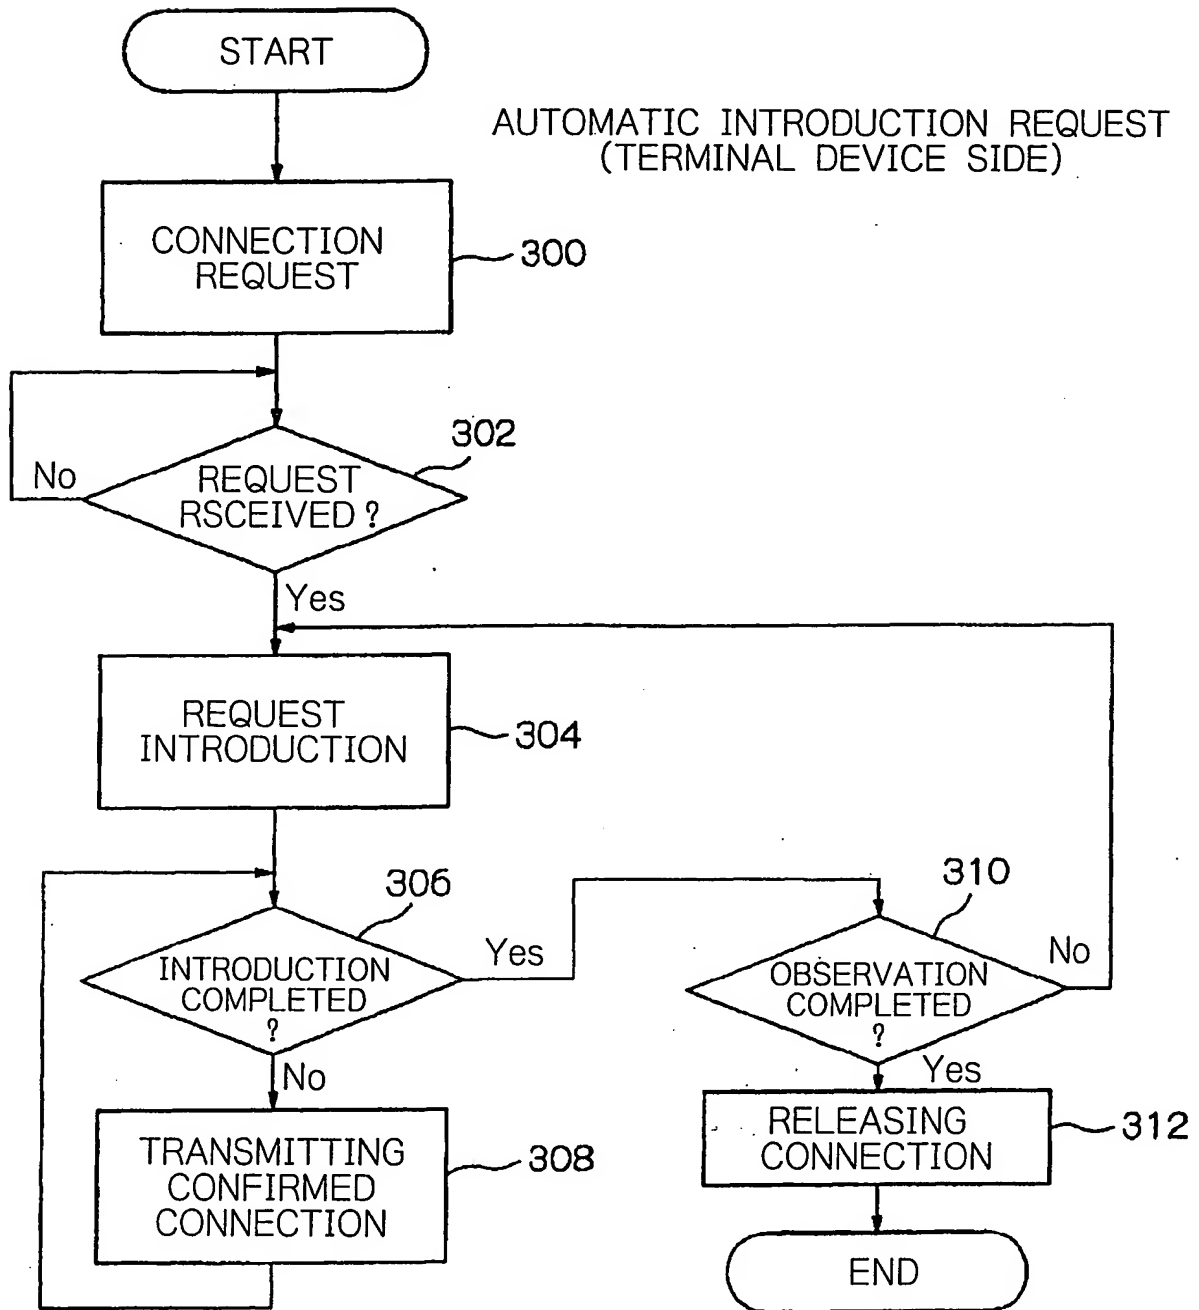 START
AUTOMATIC INTRODUCTION REQUEST
(TERMINAL DEVICE SIDE)
CONNECTION
REQUEST
300
302
No
REQUEST
RSCEIVED?
Yes
REQUEST
INTRODUCTION
304
306
INTRODUCTION
COMPLETED
?
Yes
No
TRANSMITTING
CONFIRMED
CONNECTION
308
310
OBSERVATION
COMPLETED
?
No
Yes
RELEASING
CONNECTION
312
END